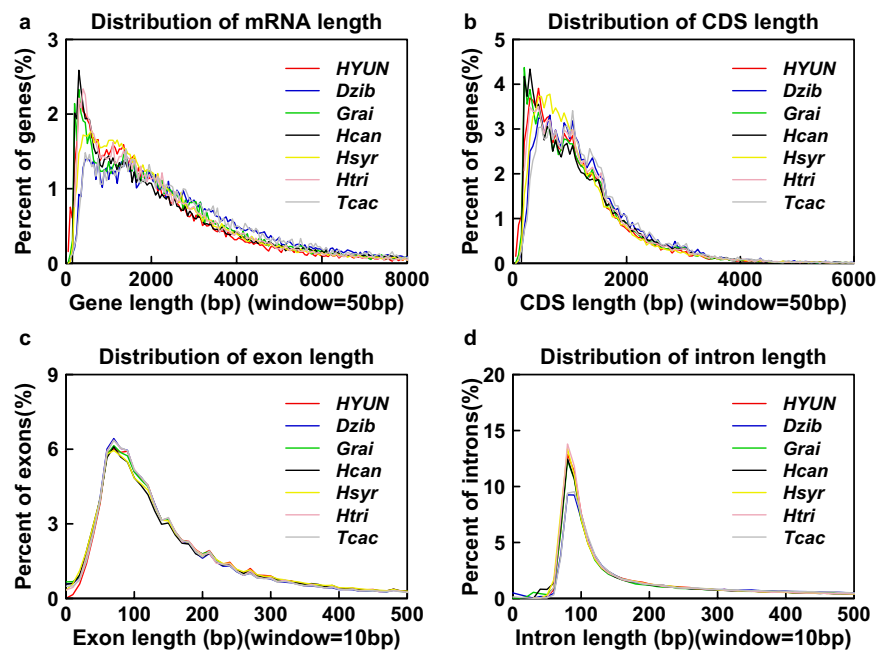 a
Distribution of mRNA length
Percent of genes(%)
3
2
1
0
0
2000
4000
6000
8000
Gene length (bp) (window=50bp)
HYUN
Dzib
Grai
Hcan
Hsyr
Htri
Tcac
b
Distribution of CDS length
Percent of genes(%)
5
4
3
2
1
0
0
2000
4000
6000
CDS length (bp) (window=50bp)
HYUN
Dzib
Grai
Hcan
Hsyr
Htri
Tcac
c
Distribution of exon length
Percent of exons(%)
9
6
3
0
0
100
200
300
400
500
Exon length (bp)(window=10bp)
HYUN
Dzib
Grai
Hcan
Hsyr
Htri
Tcac
d
Distribution of intron length
Percent of introns(%)
20
15
10
5
0
0
100
200
300
400
500
Intron length (bp)(window=10bp)
HYUN
Dzib
Grai
Hcan
Hsyr
Htri
Tcac